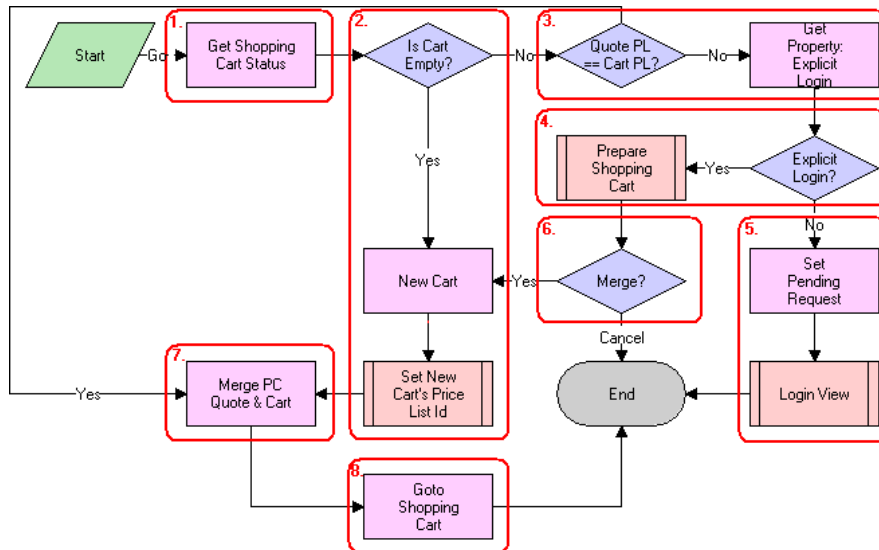 1.
2.
3.
Start
Go
Get Shopping
Cart Status
Is Cart
Empty?
No
Quote PL
== Cart PL?
No
Get
Property:
Explicit
Login
4.
Prepare
Shopping
Cart
Yes
Explicit
Login?
Yes
No
6.
5.
New Cart
Yes
Merge?
Set
Pending
Request
Cancel
7.
Yes
Merge PC
Quote & Cart
Set New
Cart's Price
List Id
End
Login View
8.
Goto
Shopping
Cart